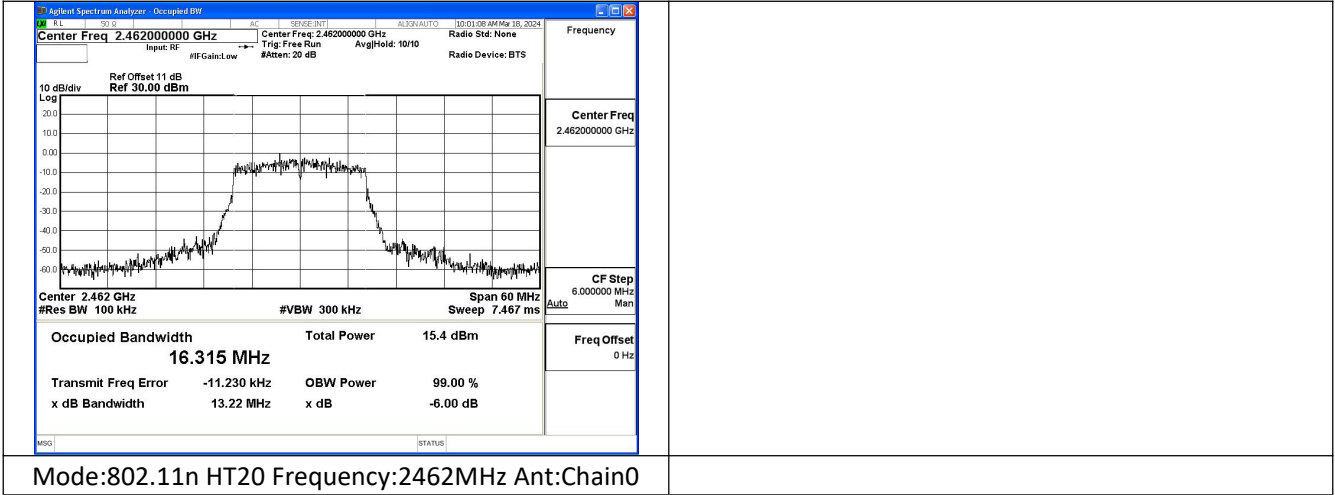 Agilent Spectrum Analyzer - Occupied BW
RL 50 Ω AC SENSE:INT ALIGN AUTO 10:01:08 AM Mar 18, 2024
Center Freq 2.462000000 GHz
Center Freq: 2.462000000 GHz
Radio Std: None
Input: RF
Trig: Free Run Avg|Hold: 10/10
#IFGain:Low
#Atten: 20 dB
Radio Device: BTS
Frequency
Ref Offset 11 dB
10 dB/div Ref 30.00 dBm
Log
20.0
10.0
0.00
-10.0
-20.0
-30.0
-40.0
-50.0
-60.0
Center 2.462 GHz Span 60 MHz
#Res BW 100 kHz #VBW 300 kHz Sweep 7.467 ms
Center Freq
2.462000000 GHz
CF Step
6.000000 MHz
Auto Man
Freq Offset
0 Hz
Occupied Bandwidth Total Power 15.4 dBm
16.315 MHz
Transmit Freq Error -11.230 kHz OBW Power 99.00 %
x dB Bandwidth 13.22 MHz x dB -6.00 dB
MSG STATUS
Mode:802.11n HT20 Frequency:2462MHz Ant:Chain0